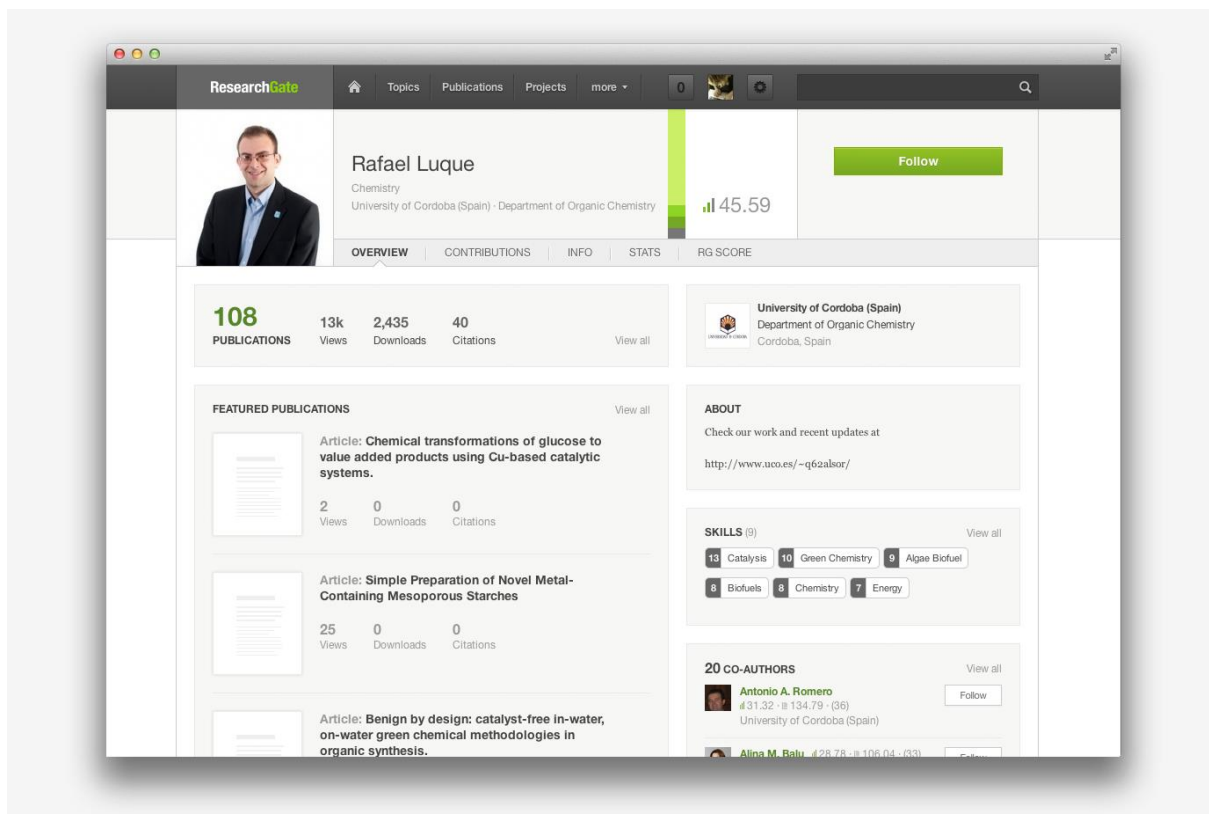 ResearchGate
Topics
Publications
Projects
more
0
Rafael Luque
Chemistry
University of Cordoba (Spain) · Department of Organic Chemistry
45.59
Follow
OVERVIEW
CONTRIBUTIONS
INFO
STATS
RG SCORE
108
PUBLICATIONS
13k
Views
2,435
Downloads
40
Citations
View all
University of Cordoba (Spain)
Department of Organic Chemistry
Cordoba, Spain
FEATURED PUBLICATIONS
View all
Article: Chemical transformations of glucose to
value added products using Cu-based catalytic
systems.
2
Views
0
Downloads
0
Citations
Article: Simple Preparation of Novel Metal-
Containing Mesoporous Starches
25
Views
0
Downloads
0
Citations
Article: Benign by design: catalyst-free in-water,
on-water green chemical methodologies in
organic synthesis.
ABOUT
Check our work and recent updates at
http://www.uco.es/~q62alsor/
SKILLS (9)
View all
13 Catalysis
10 Green Chemistry
9 Algae Biofuel
8 Biofuels
8 Chemistry
7 Energy
20 CO-AUTHORS
View all
Antonio A. Romero
31.32 · 134.79 · (36)
University of Cordoba (Spain)
Follow
Alina M. Balu 28.78 · 106.04 · (33)
Follow